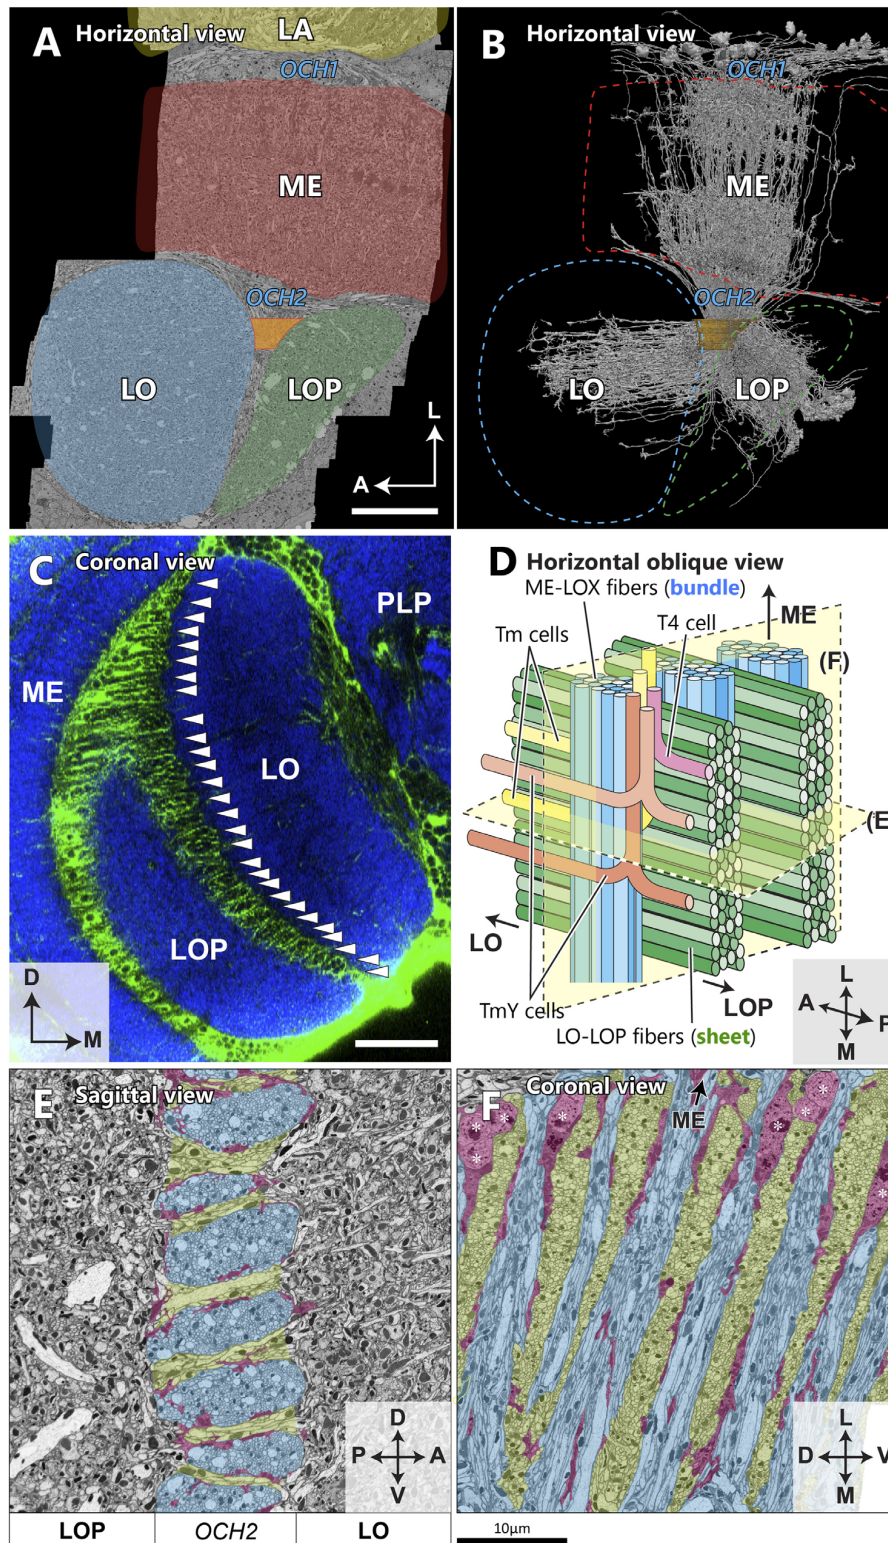 A
Horizontal view
LA
OCH1
ME
OCH2
LO
LOP
L
A
B
Horizontal view
OCH1
ME
OCH2
LO
LOP
C
Coronal view
PLP
ME
LO
LOP
D
M
D
Horizontal oblique view
ME-LOX fibers (bundle)
ME
Tm cells
T4 cell
(F)
(E
LO
LOP
TmY cells
LO-LOP fibers (sheet)
L
A
P
M
E
Sagittal view
D
P
A
V
LOP
OCH2
LO
F
Coronal view
ME
* * * * * * * *
L
D
V
M
10μm